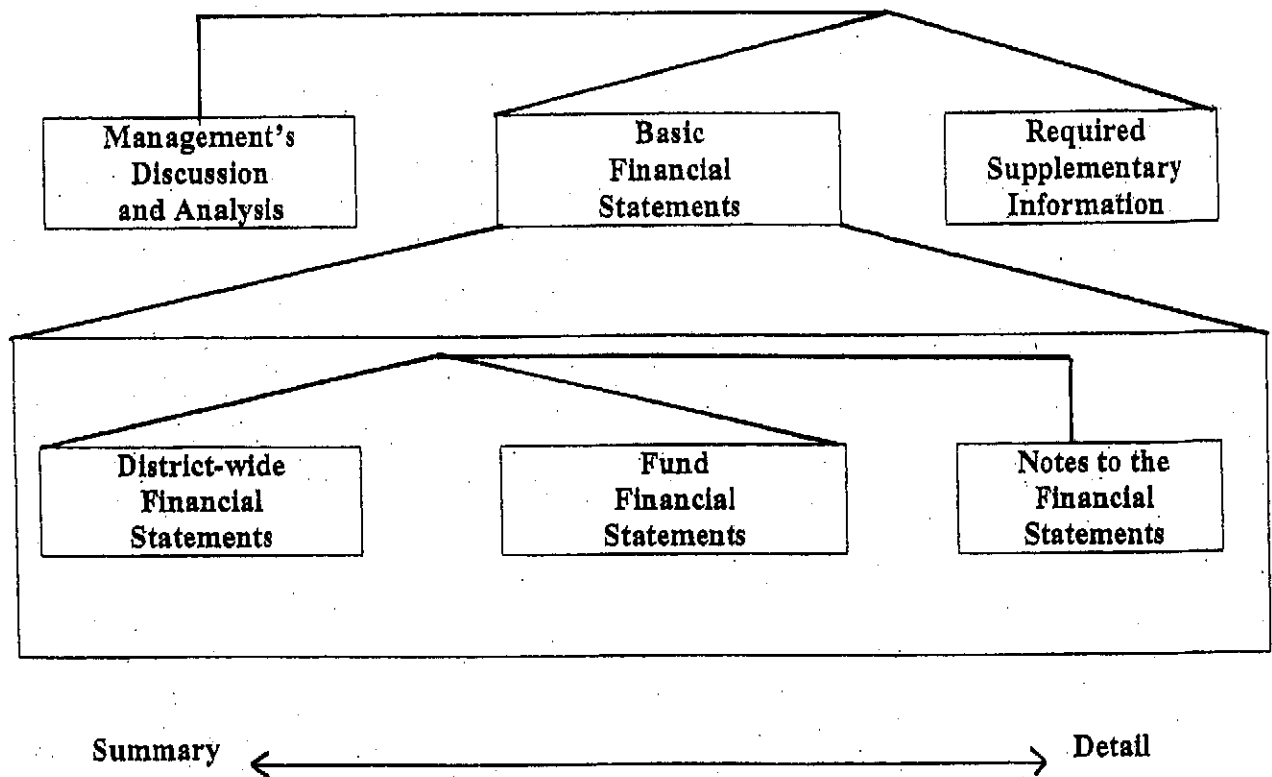 Management's
Discussion
and Analysis
Basic
Financial
Statements
Required
Supplementary
Information
District-wide
Financial
Statements
Fund
Financial
Statements
Notes to the
Financial
Statements
Summary
Detail